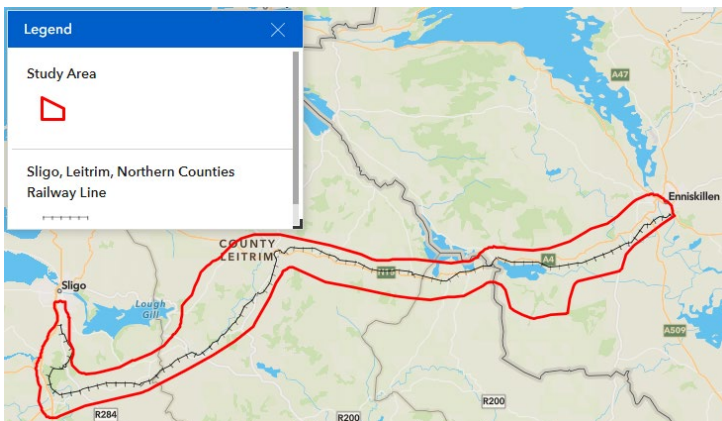 Legend
Study Area
Sligo, Leitrim, Northern Counties
Railway Line
A47
Enniskillen
COUNTY
LEITRIM
A4
Sligo
Lough
Gill
A509
R284
R200
R200